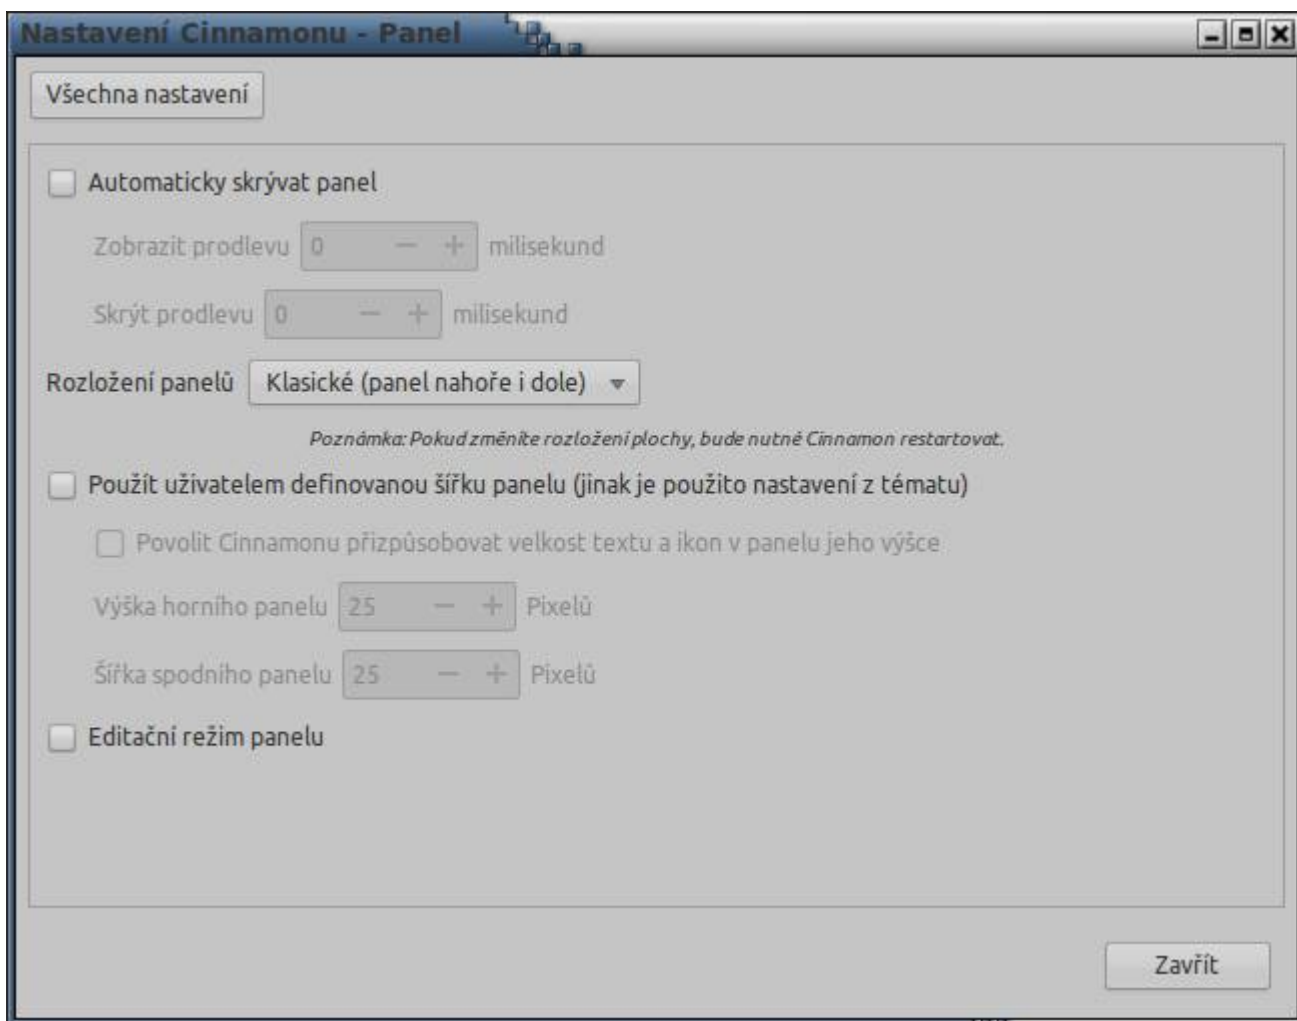 Nastavení Cinnamonu - Panel
Všechna nastavení
Automaticky skrývat panel
Zobrazit prodlevu 0 − + milisekund
Skrýt prodlevu 0 − + milisekund
Rozložení panelů Klasické (panel nahoře i dole)
Poznámka: Pokud změníte rozložení plochy, bude nutné Cinnamon restartovat.
Použít uživatelem definovanou šířku panelu (jinak je použito nastavení z tématu)
Povolit Cinnamonu přizpůsobovat velkost textu a ikon v panelu jeho výšce
Výška horního panelu 25 − + Pixelů
Šířka spodního panelu 25 − + Pixelů
Editační režim panelu
Zavřít